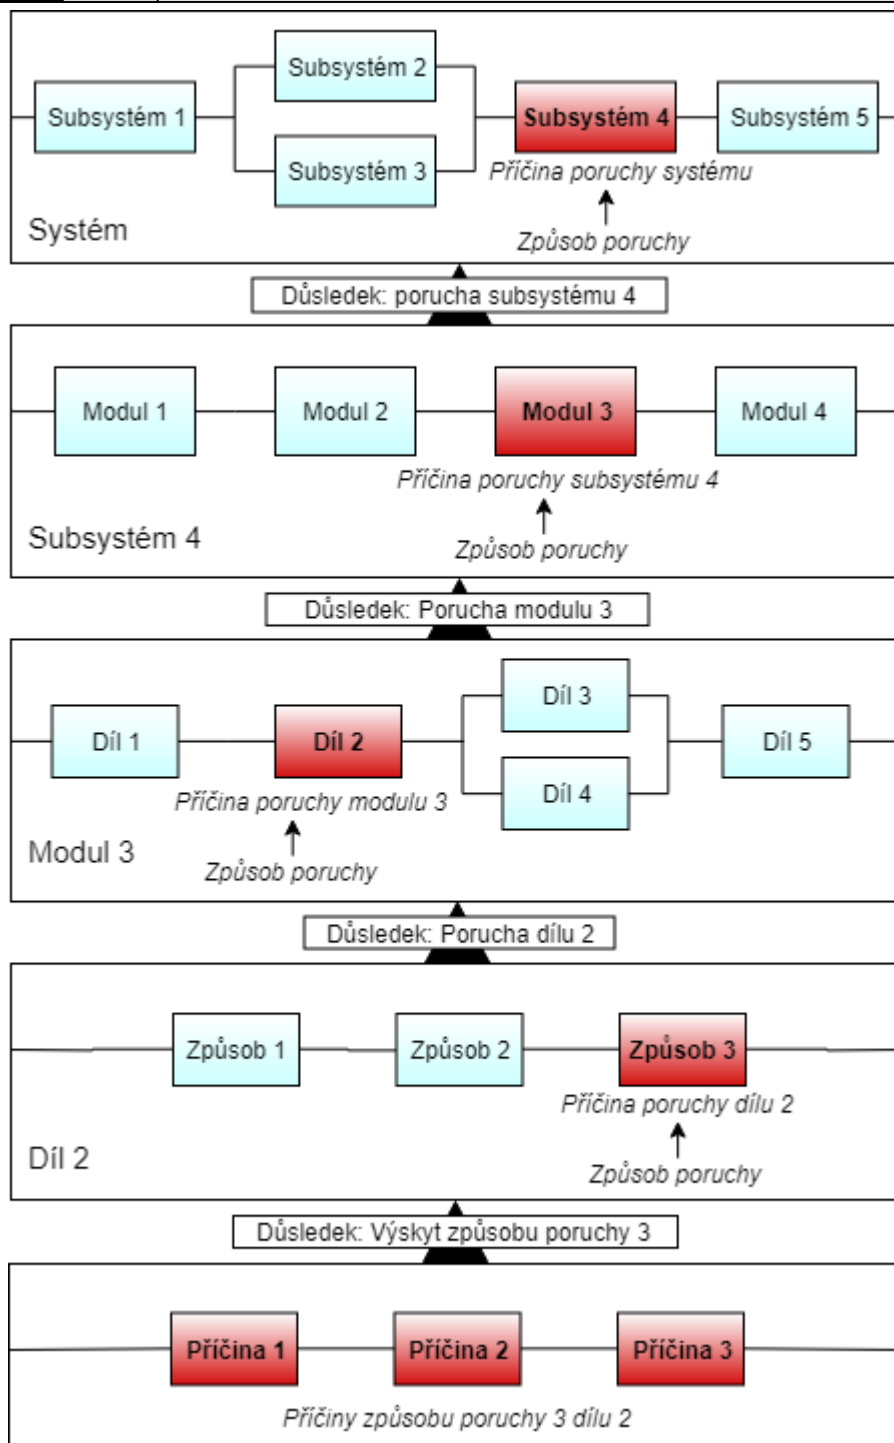 Subsystém 2
Subsystém 1
Subsystém 4
Subsystém 5
Subsystém 3
Příčina poruchy systému
Systém
Způsob poruchy
Důsledek: porucha subsystému 4
Modul 1
Modul 2
Modul 3
Modul 4
Příčina poruchy subsystému 4
Subsystém 4
Způsob poruchy
Důsledek: Porucha modulu 3
Díl 3
Díl 1
Díl 2
Díl 5
Díl 4
Příčina poruchy modulu 3
Modul 3
Způsob poruchy
Důsledek: Porucha dílu 2
Způsob 1
Způsob 2
Způsob 3
Příčina poruchy dílu 2
Díl 2
Způsob poruchy
Důsledek: Výskyt způsobu poruchy 3
Příčina 1
Příčina 2
Příčina 3
Příčiny způsobu poruchy 3 dílu 2